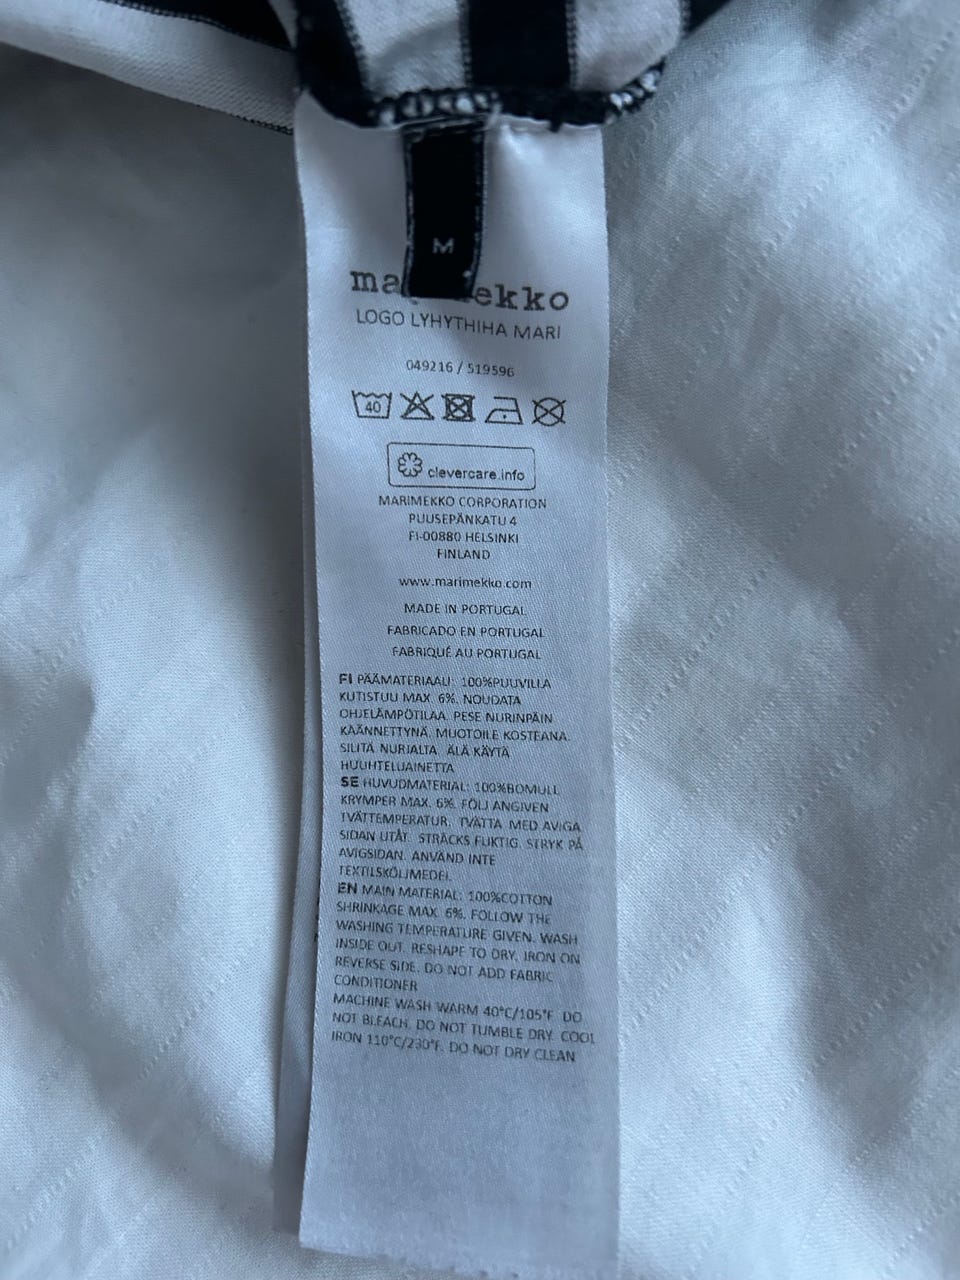 M
ma ekko
LOGO LYHYTHIHA MARI
049216 / 519596
40
clevercare.info
MARIMEKKO CORPORATION
PUUSEPÄNKATU 4
FI-00880 HELSINKI
FINLAND
www.marimekko.com
MADE IN PORTUGAL
FABRICADO EN PORTUGAL
FABRIQUÉ AU PORTUGAL
FI PÄÄMATERIAALI: 100%PUUVILLA
KUTISTUU MAX. 6%. NOUDATA
OHJELÄMPÖTILAA. PESE NURINPÄIN
KÄÄNNETTYNÄ. MUOTOILE KOSTEANA.
SILITÄ NURJALTA. ÄLÄ KÄYTÄ
HUUHTELUAINETTA
SE HUVUDMATERIAL: 100%BOMULL
KRYMPER MAX. 6%. FÖLJ ANGIVEN
TVÄTTEMPERATUR. TVÄTTA MED AVIGA
SIDAN UTÅT. STRÄCKS FUKTIG. STRYK PÅ
AVIGSIDAN. ANVÄND INTE
TEXTILSKÖLJMEDEL.
EN MAIN MATERIAL: 100%COTTON
SHRINKAGE MAX. 6%. FOLLOW THE
WASHING TEMPERATURE GIVEN. WASH
INSIDE OUT. RESHAPE TO DRY. IRON ON
REVERSE SIDE. DO NOT ADD FABRIC
CONDITIONER
MACHINE WASH WARM 40°C/105°F. DO
NOT BLEACH. DO NOT TUMBLE DRY. COOL
IRON 110°C/230°F. DO NOT DRY CLEAN